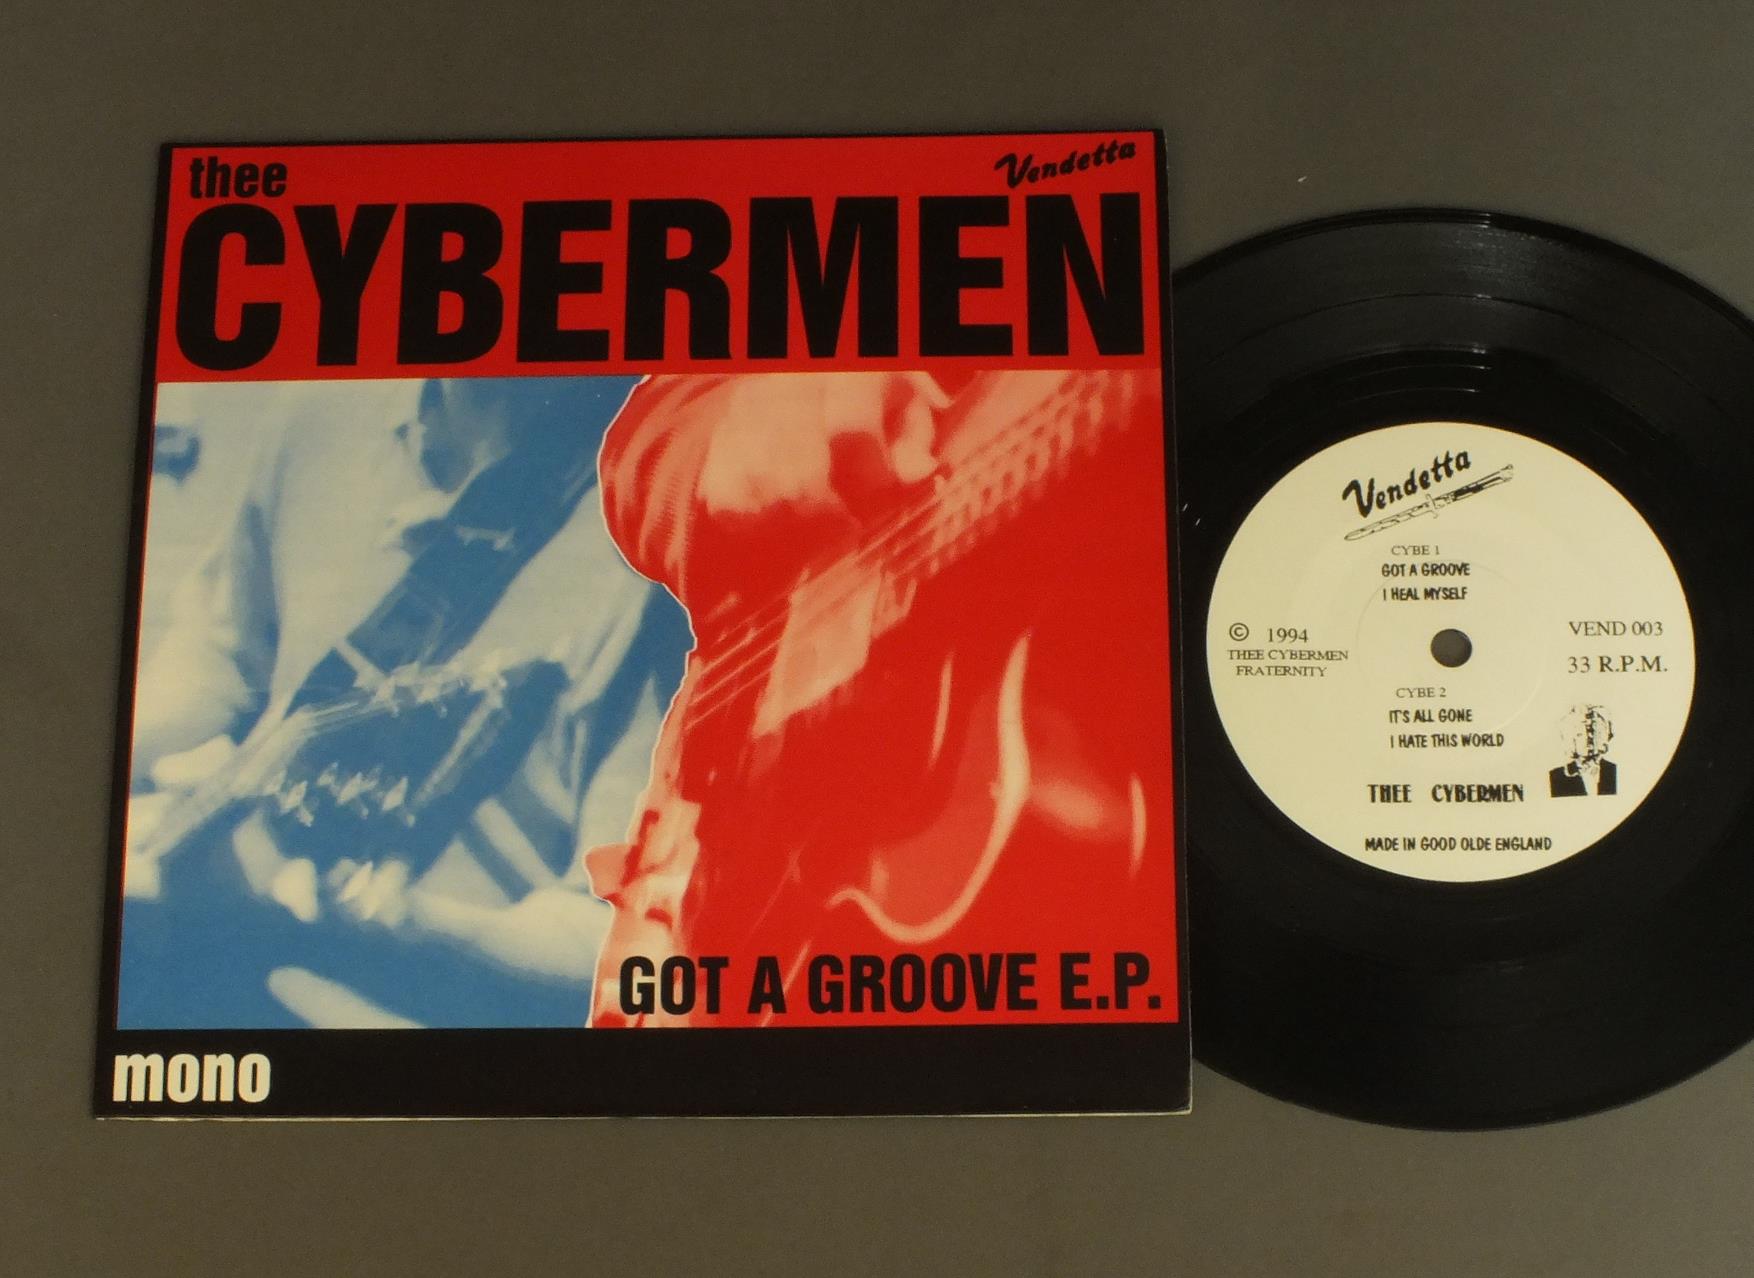 thee
Vendetta
CYBERMEN
GOT A GROOVE E.P.
mono
Vendetta
CYBE 1
GOT A GROOVE
I HEAL MYSELF
© 1994
THEE CYBERMEN
FRATERNITY
VEND 003
33 R.P.M.
CYBE 2
IT'S ALL GONE
I HATE THIS WORLD
THEE CYBERMEN
MADE IN GOOD OLDE ENGLAND